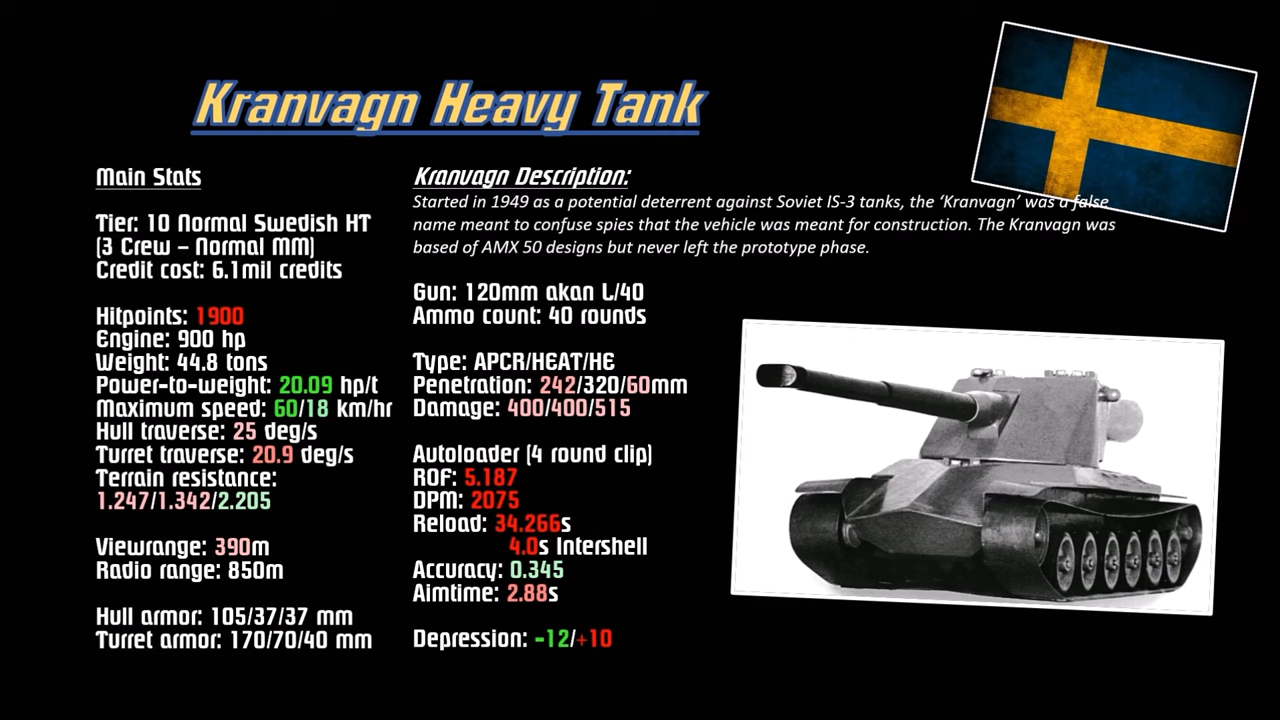 Kranvagn Heavy Tank
Main Stats
Tier: 10 Normal Swedish HT
(3 Crew – Normal MM)
Credit cost: 6.1mil credits
Hitpoints: 1900
Engine: 900 hp
Weight: 44.8 tons
Power-to-weight: 20.09 hp/t
Maximum speed: 60/18 km/hr
Hull traverse: 25 deg/s
Turret traverse: 20.9 deg/s
Terrain resistance:
1.247/1.342/2.205
Viewrange: 390m
Radio range: 850m
Hull armor: 105/37/37 mm
Turret armor: 170/70/40 mm
Kranvagn Description:
Started in 1949 as a potential deterrent against Soviet IS-3 tanks, the ‘Kranvagn’ was a false
name meant to confuse spies that the vehicle was meant for construction. The Kranvagn was
based of AMX 50 designs but never left the prototype phase.
Gun: 120mm akan L/40
Ammo count: 40 rounds
Type: APCR/HEAT/HE
Penetration: 242/320/60mm
Damage: 400/400/515
Autoloader (4 round clip)
ROF: 5.187
DPM: 2075
Reload: 34.266s
4.0s Intershell
Accuracy: 0.345
Aimtime: 2.88s
Depression: -12/+10